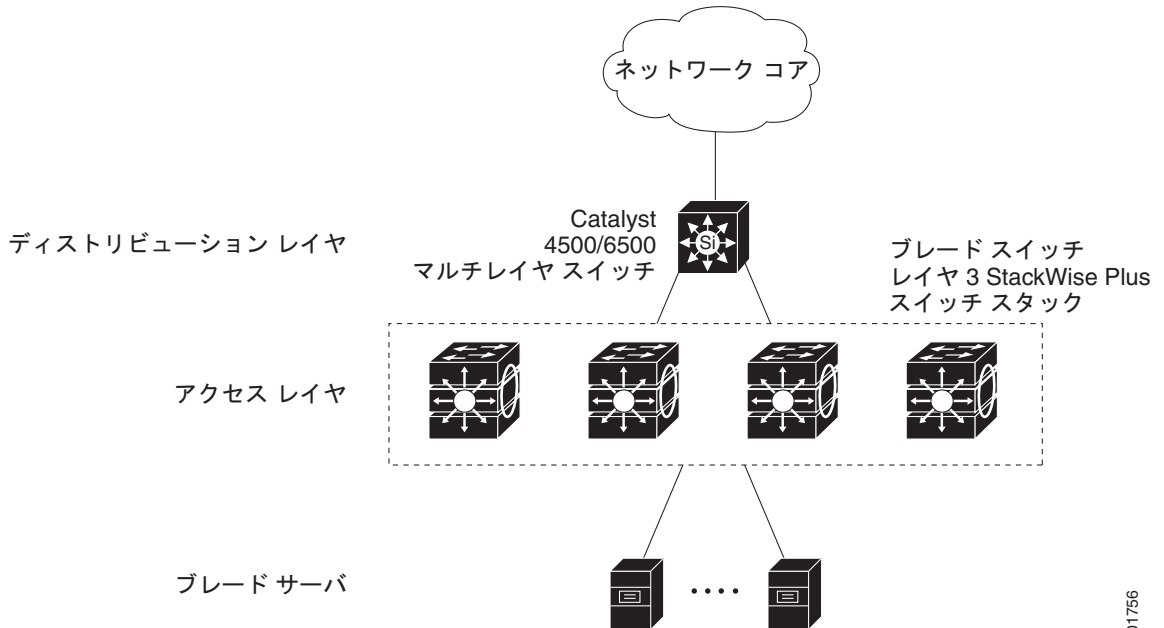 ネットワーク コア
ディストリビューション レイヤ
Catalyst
4500/6500
マルチレイヤ スイッチ
Si
ブレード スイッチ
レイヤ 3 StackWise Plus
スイッチ スタック
アクセス レイヤ
ブレード サーバ